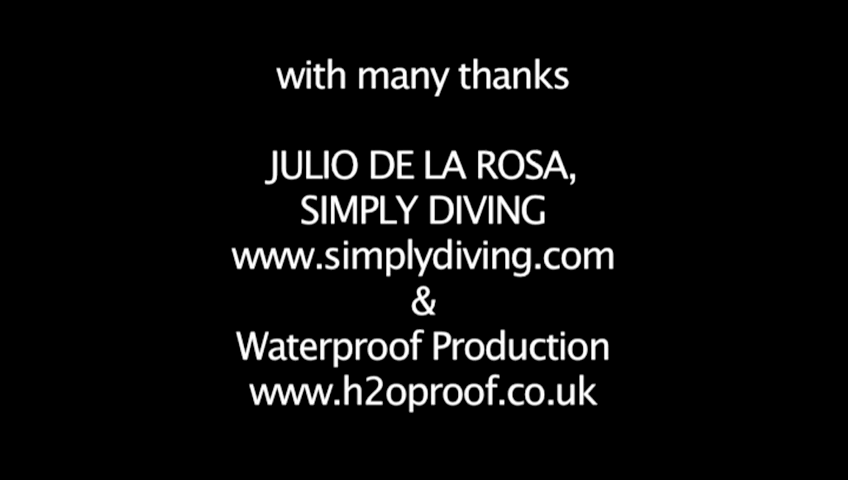 with many thanks
JULIO DE LA ROSA,
SIMPLY DIVING
www.simplydiving.com
&
Waterproof Production
www.h2oproof.co.uk